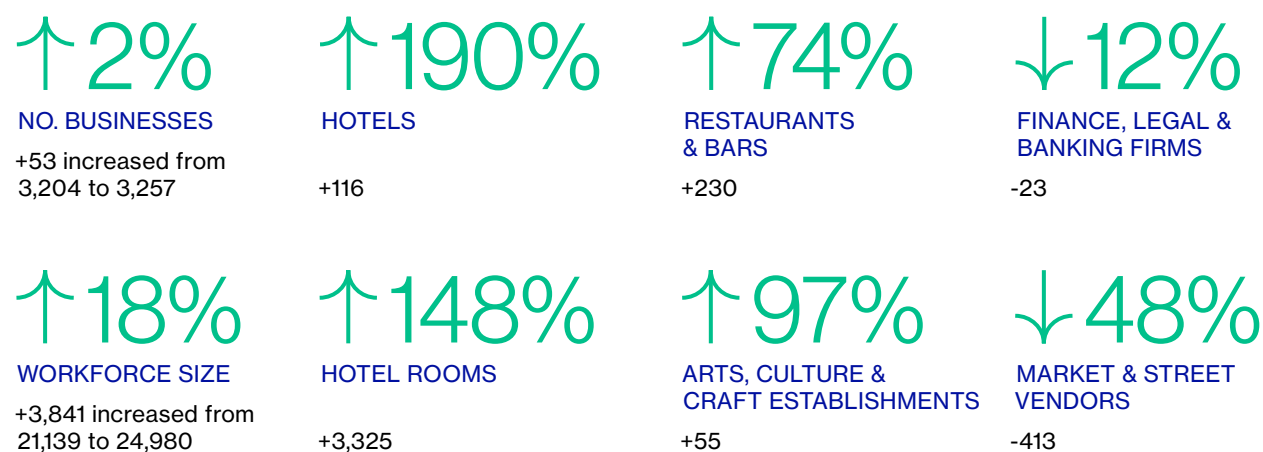 ↑2%
NO. BUSINESSES
+53 increased from
3,204 to 3,257
↑190%
HOTELS
+116
↑74%
RESTAURANTS
& BARS
+230
↓12%
FINANCE, LEGAL &
BANKING FIRMS
-23
↑18%
WORKFORCE SIZE
+3,841 increased from
21,139 to 24,980
↑148%
HOTEL ROOMS
+3,325
↑97%
ARTS, CULTURE &
CRAFT ESTABLISHMENTS
+55
↓48%
MARKET & STREET
VENDORS
-413